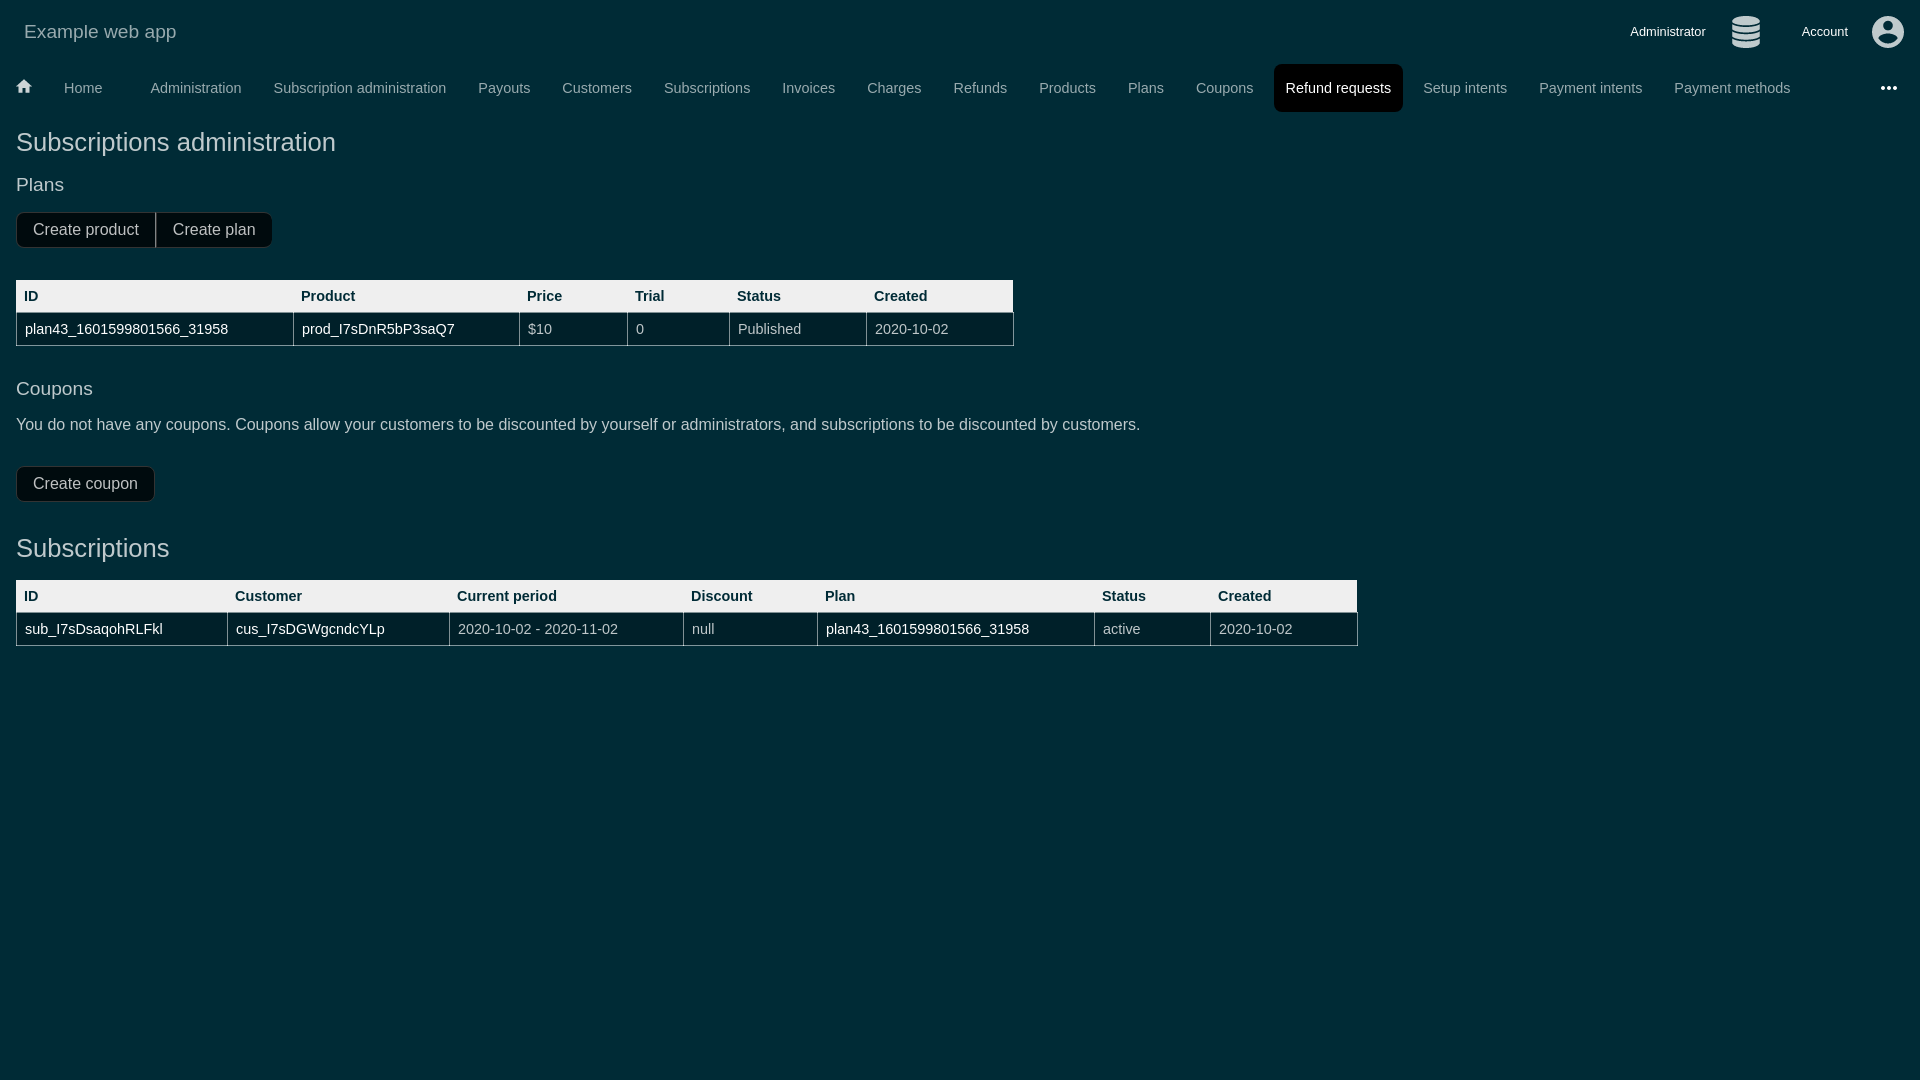 Example web app
Administrator
Account
Home Administration Subscription administration Payouts Customers Subscriptions Invoices Charges Refunds Products Plans Coupons Refund requests Setup intents Payment intents Payment methods
Subscriptions administration
Plans
Create product Create plan
ID Product Price Trial Status Created
plan43_1601599801566_31958 prod_I7sDnR5bP3saQ7 $10 0 Published 2020-10-02
Coupons
You do not have any coupons. Coupons allow your customers to be discounted by yourself or administrators, and subscriptions to be discounted by customers.
Create coupon
Subscriptions
ID Customer Current period Discount Plan Status Created
sub_I7sDsaqohRLFkl cus_I7sDGWgcndcYLp 2020-10-02 - 2020-11-02 null plan43_1601599801566_31958 active 2020-10-02